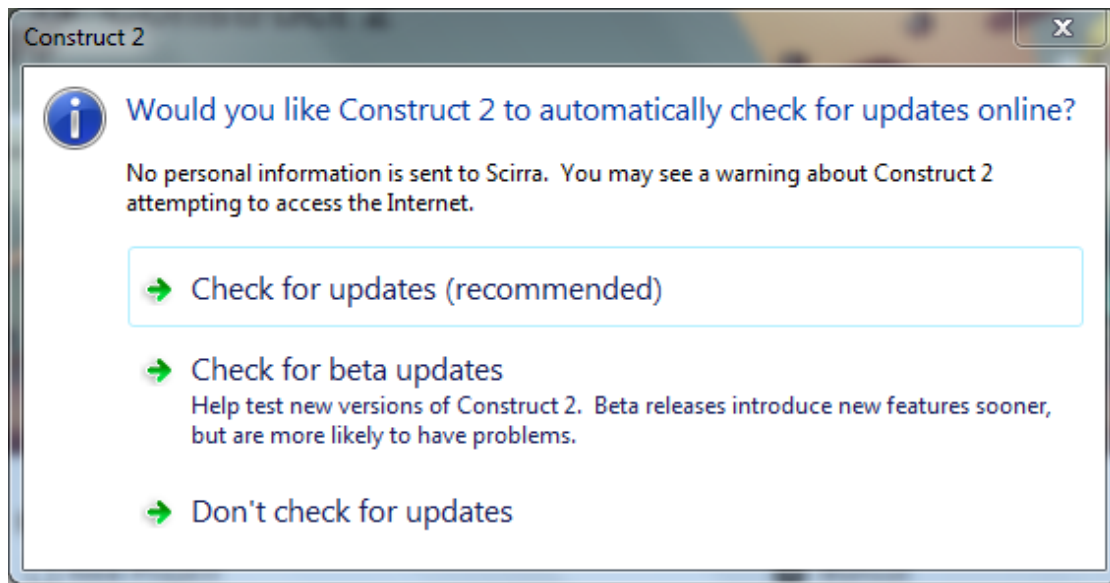 Construct 2
Would you like Construct 2 to automatically check for updates online?
No personal information is sent to Scirra.  You may see a warning about Construct 2
attempting to access the Internet.
Check for updates (recommended)
Check for beta updates
Help test new versions of Construct 2.  Beta releases introduce new features sooner,
but are more likely to have problems.
Don't check for updates